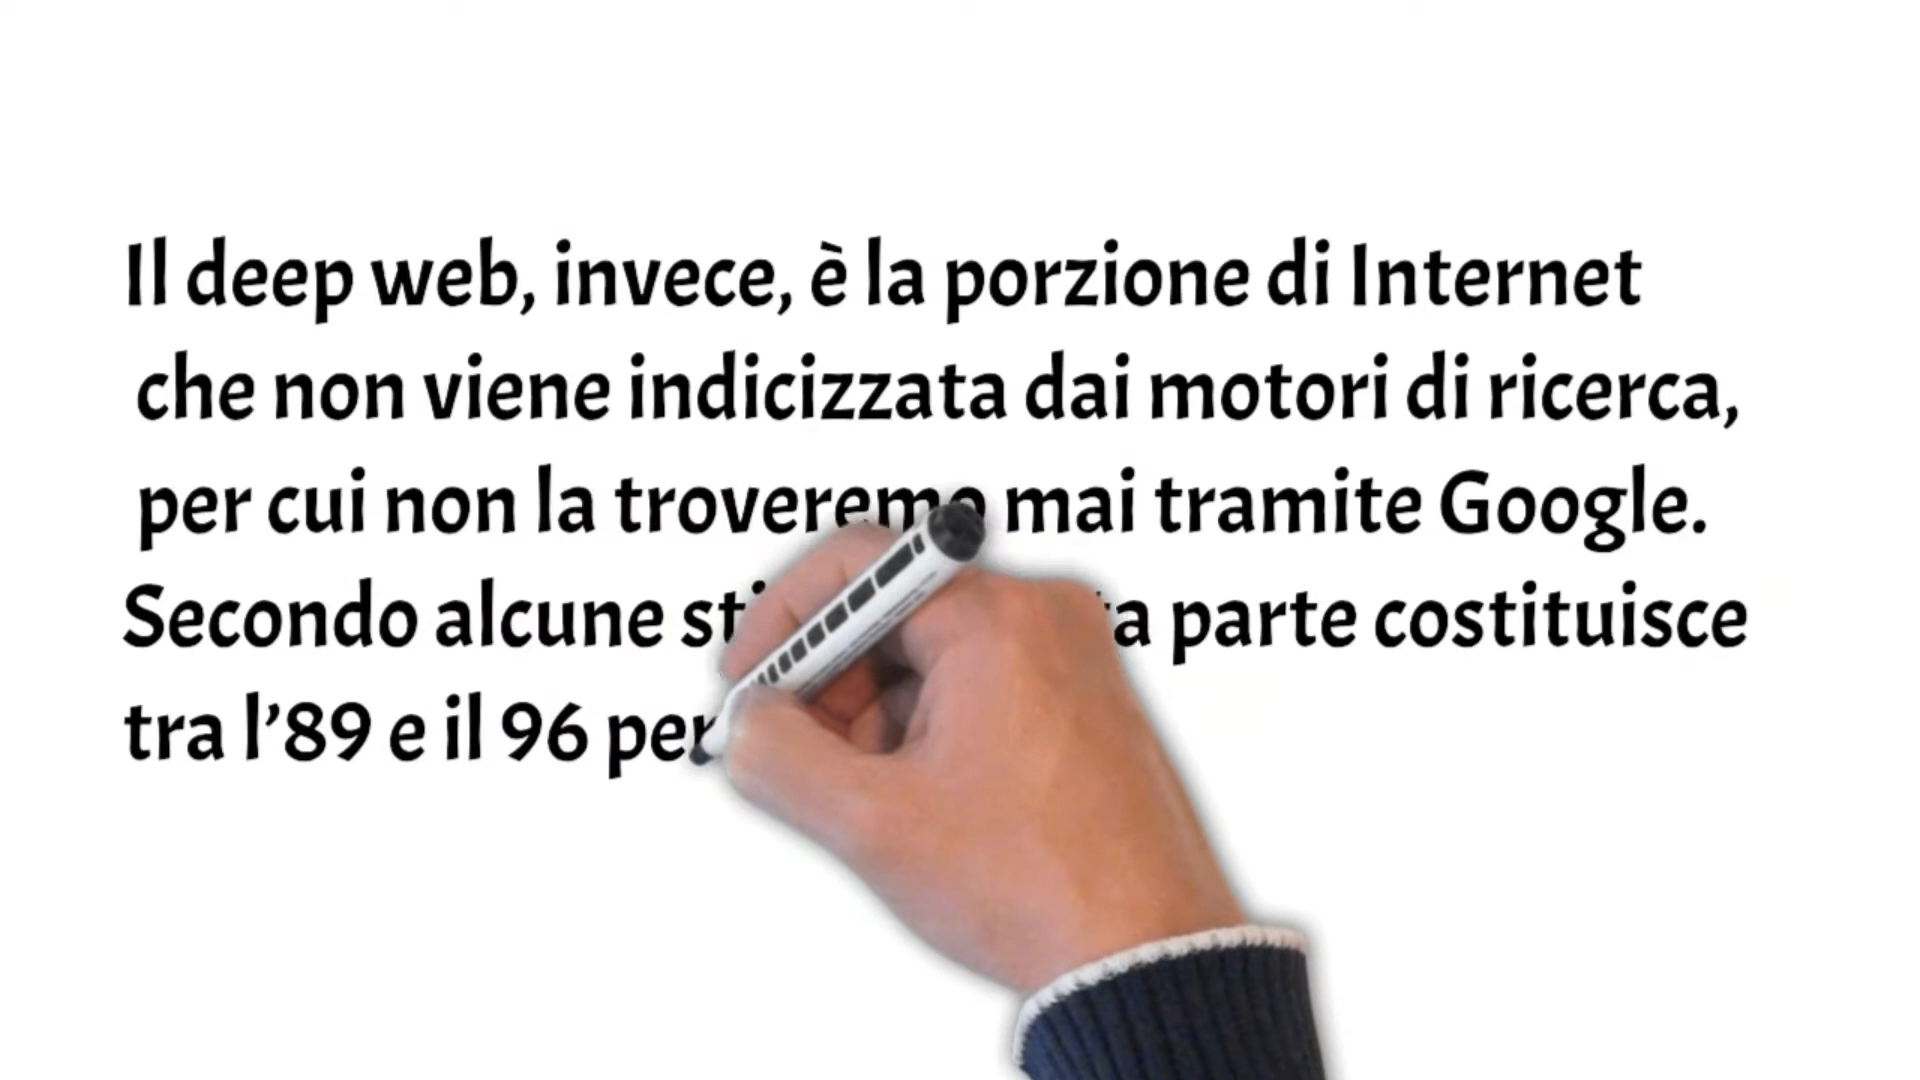 Il deep web, invece, è la porzione di Internet
che non viene indicizzata dai motori di ricerca,
per cui non la troveremo mai tramite Google.
Secondo alcune parte costituisce
tra l’89 e il 96 per